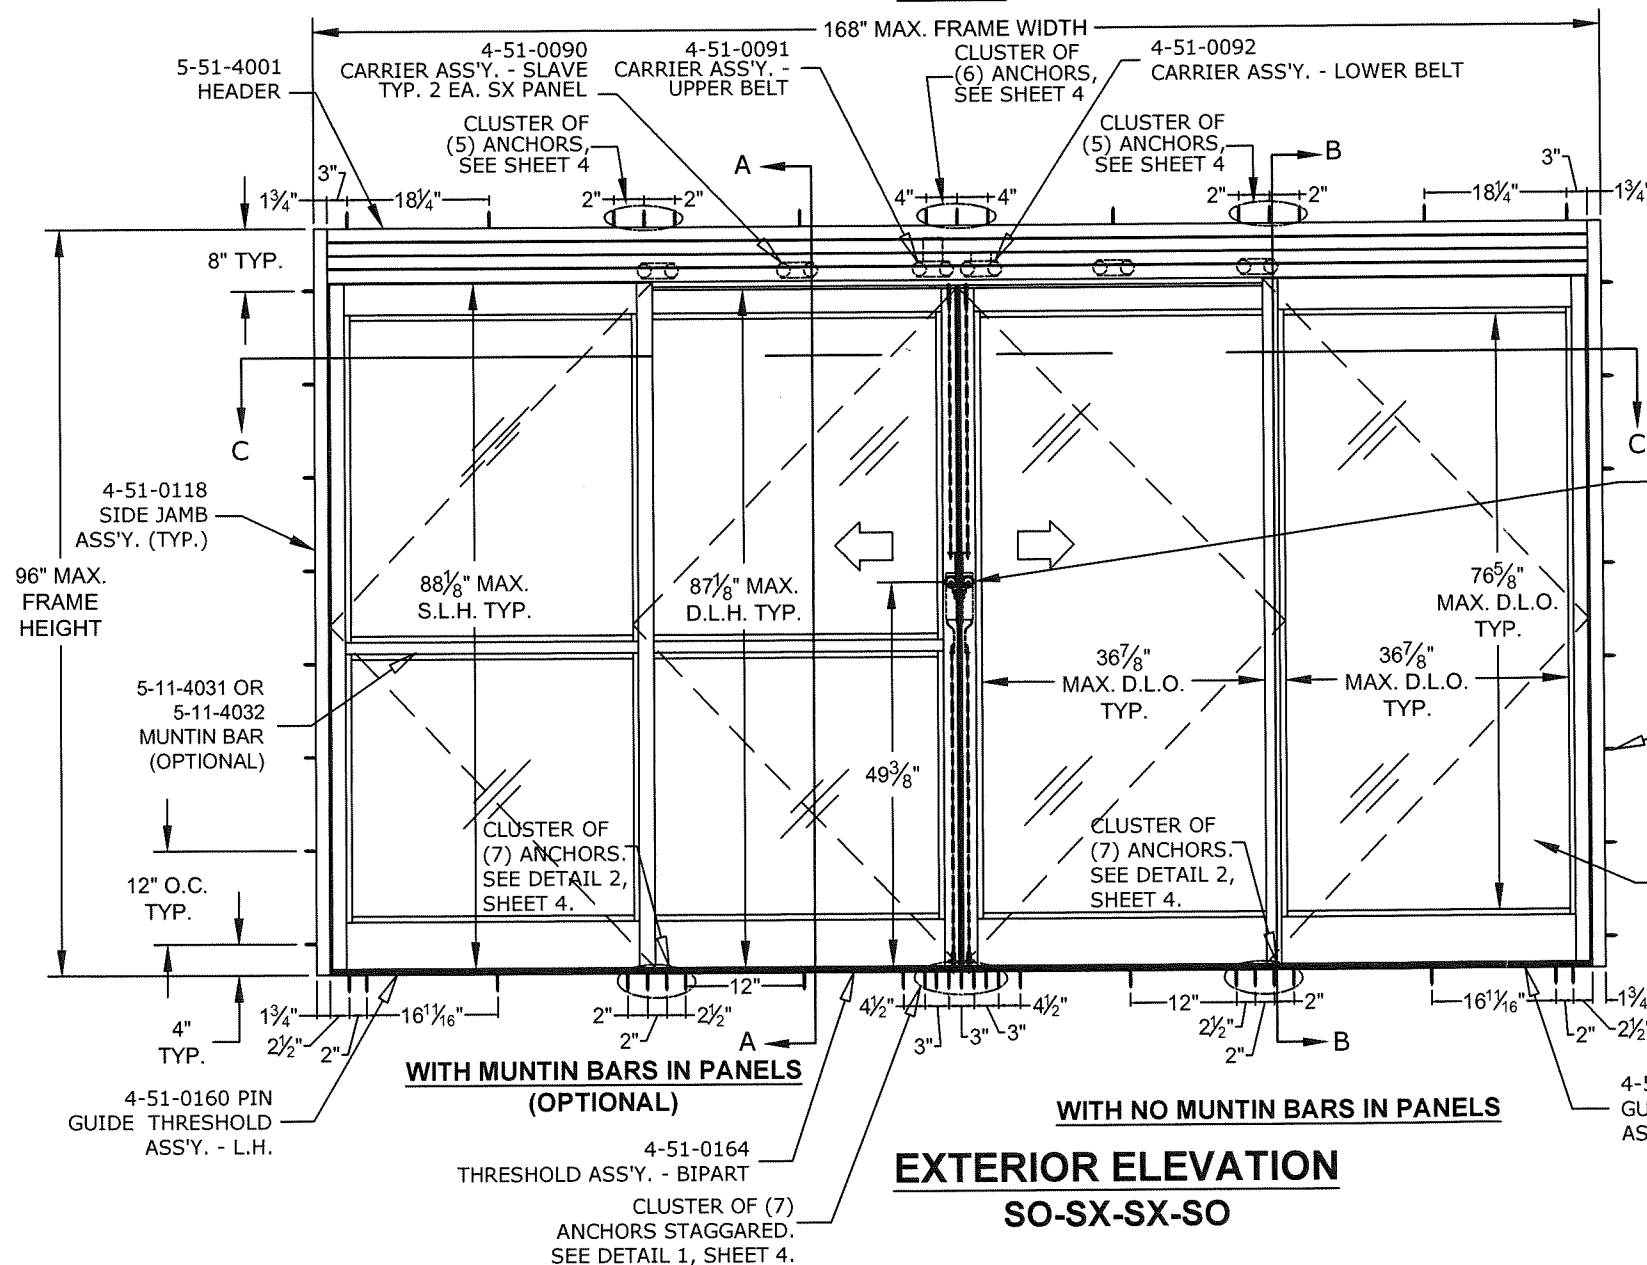 168" MAX. FRAME WIDTH
5-51-4001
HEADER
4-51-0090
CARRIER ASS'Y. - SLAVE
TYP. 2 EA. SX PANEL
4-51-0091
CARRIER ASS'Y. -
UPPER BELT
CLUSTER OF
(6) ANCHORS,
SEE SHEET 4
4-51-0092
CARRIER ASS'Y. - LOWER BELT
CLUSTER OF
(5) ANCHORS,
SEE SHEET 4
CLUSTER OF
(5) ANCHORS,
SEE SHEET 4
A
B
1¾"
3"
18¼"
2"
2"
4"
4"
2"
2"
18¼"
3"
1¾"
8" TYP.
C
C
4-51-0118
SIDE JAMB
ASS'Y. (TYP.)
96" MAX.
FRAME
HEIGHT
88⅛" MAX.
S.L.H. TYP.
87⅛" MAX.
D.L.H. TYP.
76⅝"
MAX. D.L.O.
TYP.
36⅞"
MAX. D.L.O.
TYP.
36⅞"
MAX. D.L.O.
TYP.
5-11-4031 OR
5-11-4032
MUNTIN BAR
(OPTIONAL)
49⅜"
CLUSTER OF
(7) ANCHORS.
SEE DETAIL 2,
SHEET 4.
CLUSTER OF
(7) ANCHORS.
SEE DETAIL 2,
SHEET 4.
12" O.C.
TYP.
4"
TYP.
1¾"
2½"
2"
16¹¹⁄₁₆"
2"
2"
2½"
12"
4½"
3"
3"
3"
4½"
12"
2½"
2"
2"
16¹¹⁄₁₆"
2"
2½"
1¾"
A
B
WITH MUNTIN BARS IN PANELS
(OPTIONAL)
4-51-0160 PIN
GUIDE THRESHOLD
ASS'Y. - L.H.
4-51-0164
THRESHOLD ASS'Y. - BIPART
CLUSTER OF (7)
ANCHORS STAGGARED.
SEE DETAIL 1, SHEET 4.
WITH NO MUNTIN BARS IN PANELS
EXTERIOR ELEVATION
SO-SX-SX-SO